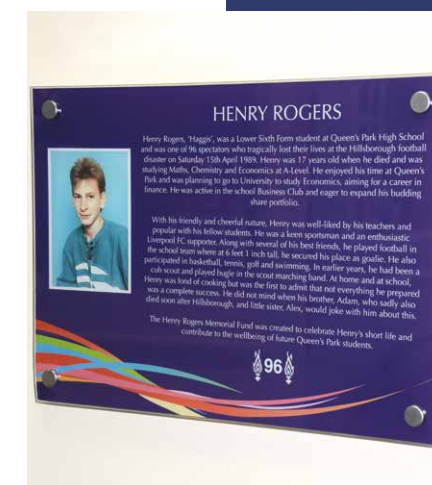 HENRY ROGERS
Henry Rogers, 'Haggis', was a Lower Sixth Form student at Queen's Park High School
and was one of 96 spectators who tragically lost their lives at the Hillsborough football
disaster on Saturday 15th April 1989. Henry was 17 years old when he died and was
studying Maths, Chemistry and Economics at A-Level. He enjoyed his time at Queen's
Park and was planning to go to University to study Economics, aiming for a career in
finance. He was active in the school Business Club and eager to expand his budding
share portfolio.
With his friendly and cheerful nature, Henry was well-liked by his teachers and
popular with his fellow students. He was a keen sportsman and an enthusiastic
Liverpool FC supporter. Along with several of his best friends, he played football in
the school team where at 6 feet 1 inch tall, he secured his place as goalie. He also
participated in basketball, tennis, golf and swimming. In earlier years, he had been a
cub scout and played bugle in the scout marching band. At home and at school,
Henry was fond of cooking but was the first to admit that not everything he prepared
was a complete success. He did not mind when his brother, Adam, who sadly also
died soon after Hillsborough, and little sister, Alex, would joke with him about this.
The Henry Rogers Memorial Fund was created to celebrate Henry's short life and
contribute to the wellbeing of future Queen's Park students.
96